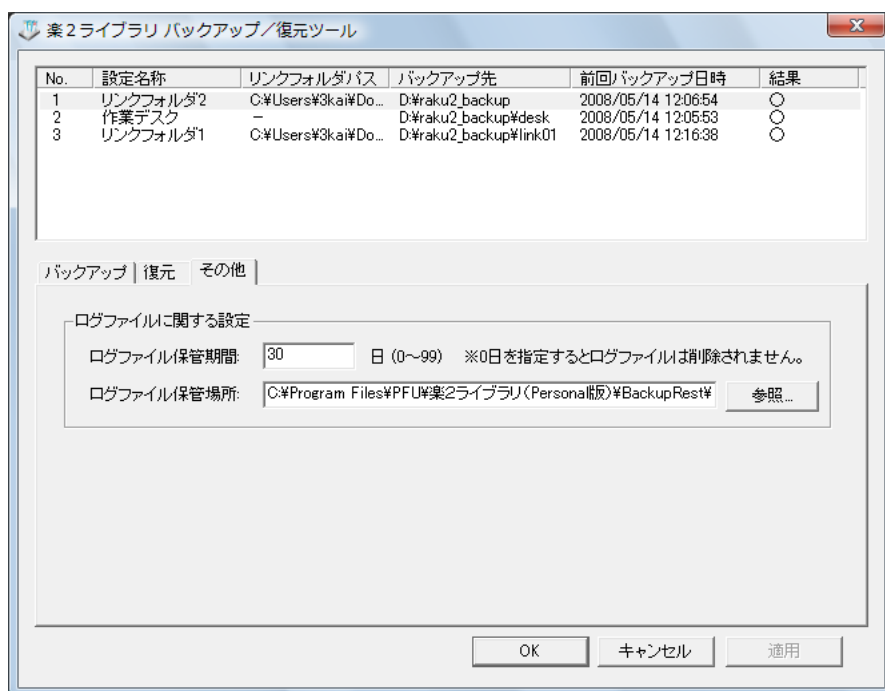 楽2ライブラリ バックアップ／復元ツール
No. 設定名称 リンクフォルダパス バックアップ先 前回バックアップ日時 結果
1 リンクフォルダ2 C:¥Users¥3kai¥Do... D:¥raku2_backup 2008/05/14 12:06:54 ○
2 作業デスク － D:¥raku2_backup¥desk 2008/05/14 12:05:53 ○
3 リンクフォルダ1 C:¥Users¥3kai¥Do... D:¥raku2_backup¥link01 2008/05/14 12:16:38 ○
バックアップ 復元 その他
ログファイルに関する設定
ログファイル保管期間: 30 日 (0～99) ※0日を指定するとログファイルは削除されません。
ログファイル保管場所: C:¥Program Files¥PFU¥楽2ライブラリ(Personal版)¥BackupRest¥ 参照...
OK キャンセル 適用